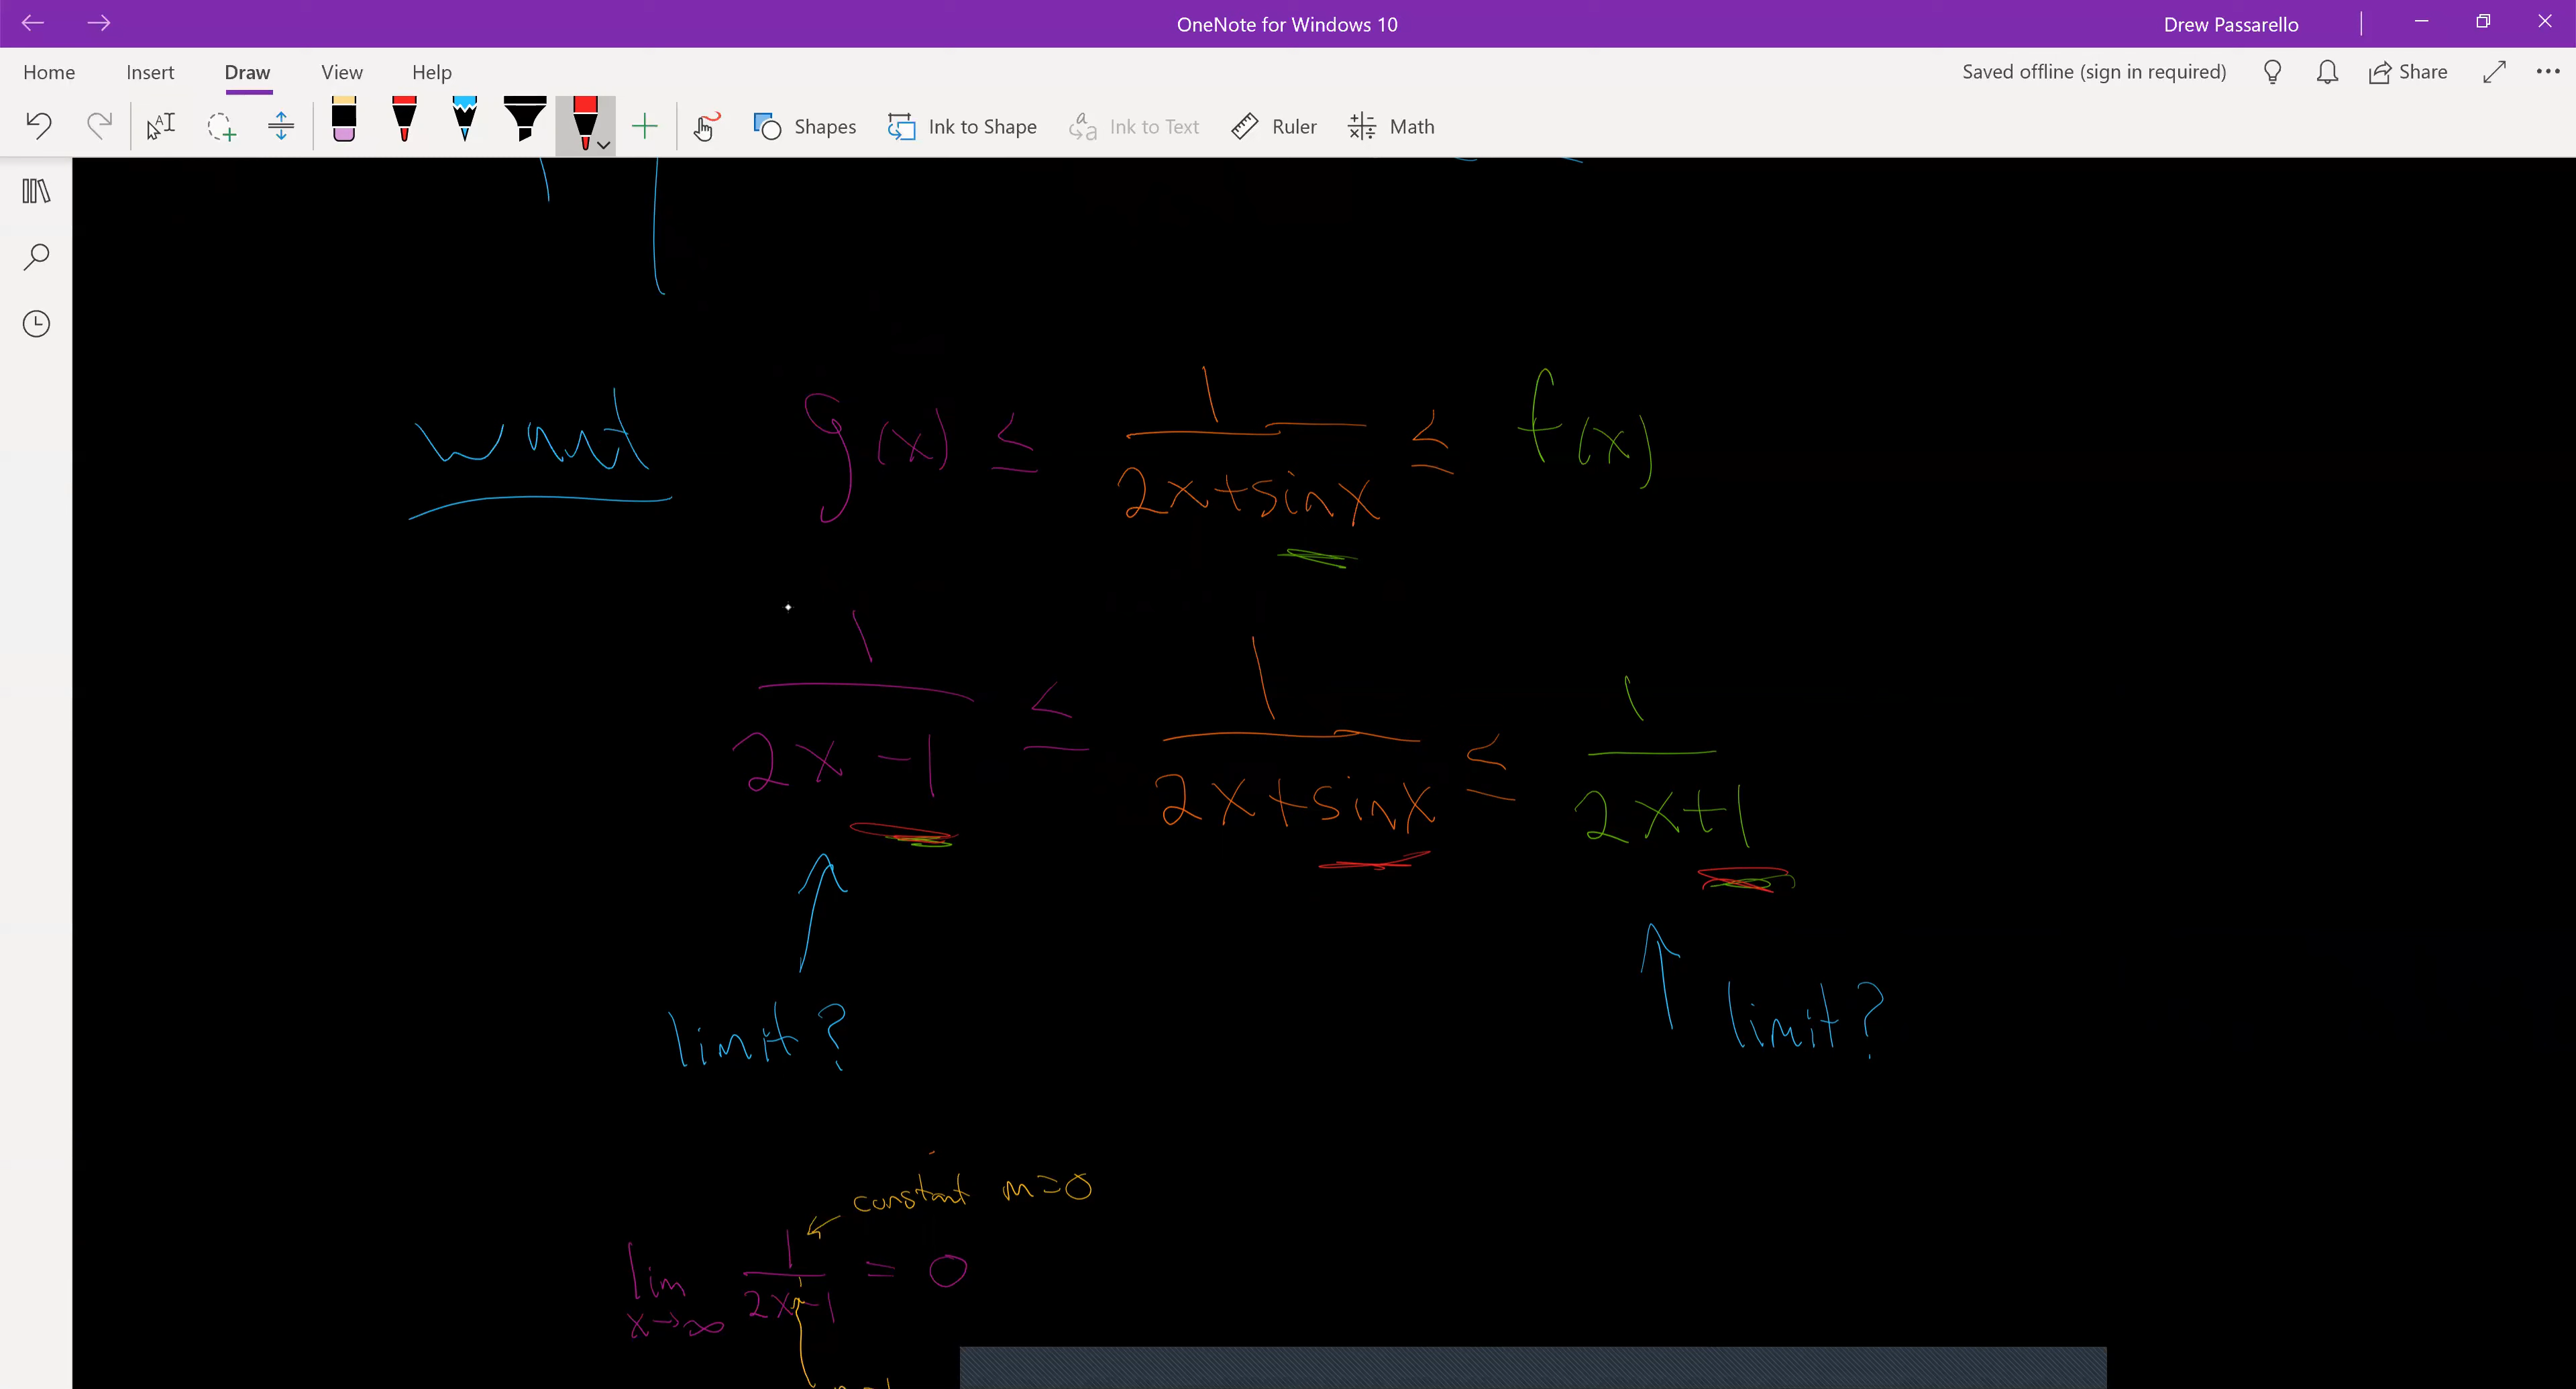 OneNote for Windows 10
Drew Passarello
Home Insert Draw View Help
Saved offline (sign in required)
Share
Shapes
Ink to Shape
Ink to Text
Ruler
Math
want g(x) ≤ 1/(2x+sinx) ≤ f(x)
1/(2x-1) ≤ 1/(2x+sinx) ≤ 1/(2x+1)
limit? limit?
constant m=0
lim x→∞ 1/(2x-1) = 0